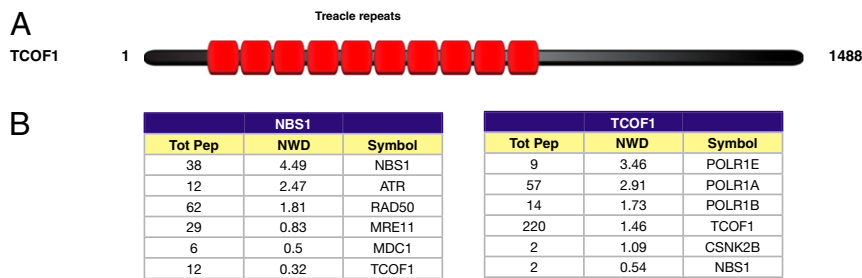 A
Treacle repeats
TCOF1 1 1488
B
NBS1
Tot Pep NWD Symbol
38 4.49 NBS1
12 2.47 ATR
62 1.81 RAD50
29 0.83 MRE11
6 0.5 MDC1
12 0.32 TCOF1
TCOF1
Tot Pep NWD Symbol
9 3.46 POLR1E
57 2.91 POLR1A
14 1.73 POLR1B
220 1.46 TCOF1
2 1.09 CSNK2B
2 0.54 NBS1